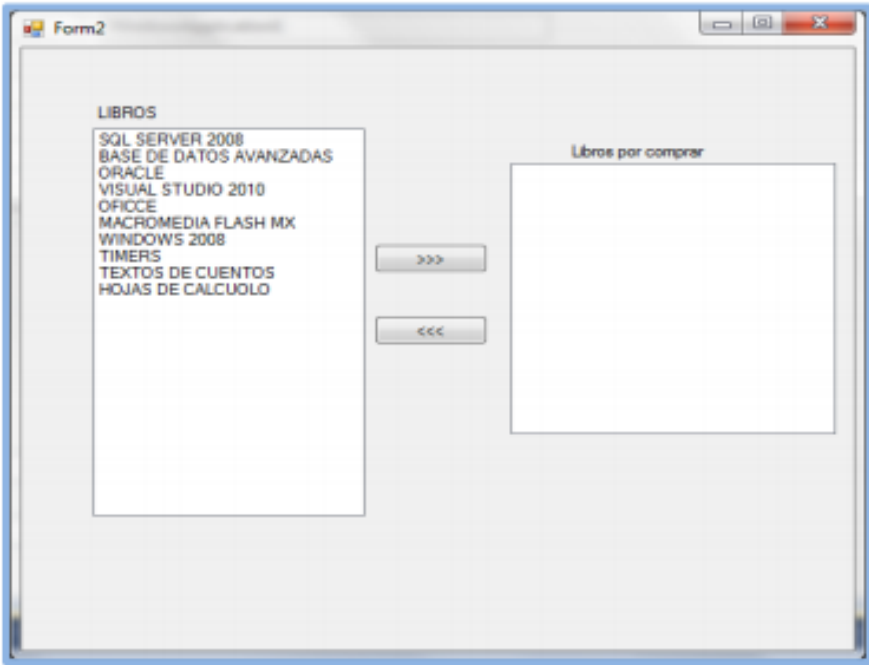 Form2
LIBROS
SQL SERVER 2008
BASE DE DATOS AVANZADAS
ORACLE
VISUAL STUDIO 2010
OFICCE
MACROMEDIA FLASH MX
WINDOWS 2008
TIMERS
TEXTOS DE CUENTOS
HOJAS DE CALCUOLO
>>>
<<<
Libros por comprar